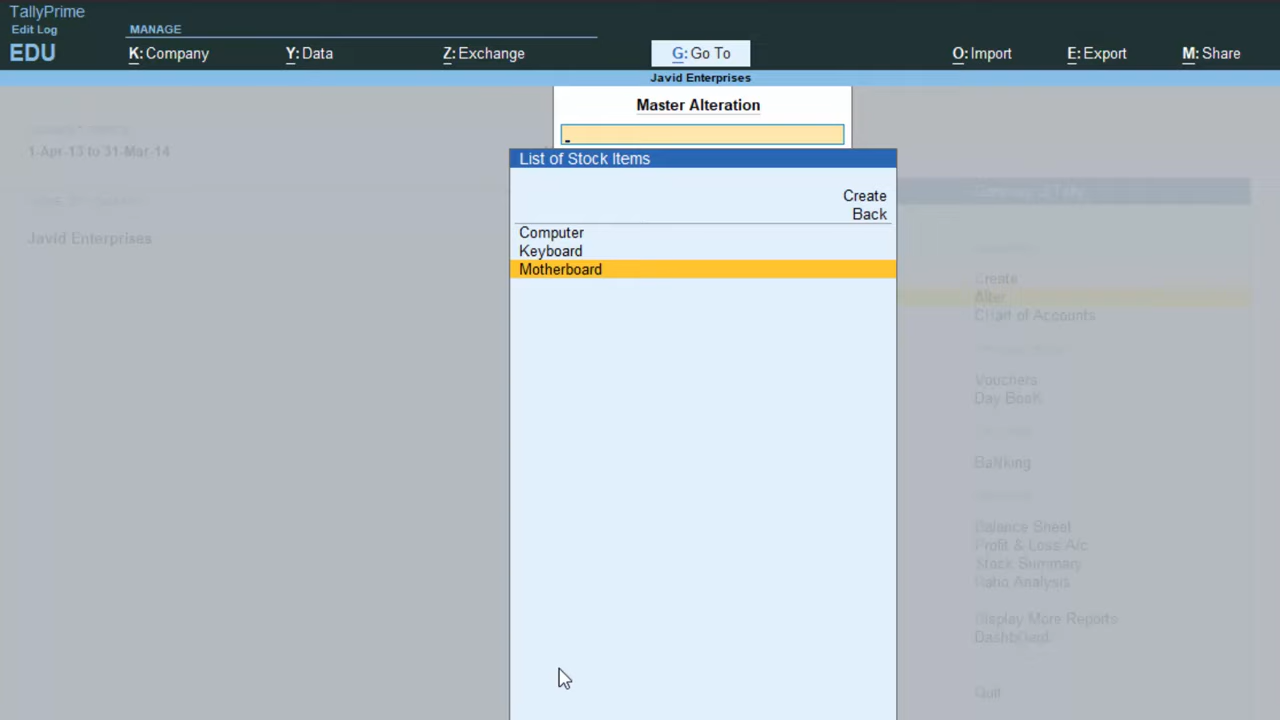 TallyPrime
Edit Log
EDU
MANAGE
K: Company
Y: Data
Z: Exchange
G: Go To
O: Import
E: Export
M: Share
Javid Enterprises
Master Alteration
1-Apr-13 to 31-Mar-14
Javid Enterprises
List of Stock Items
Create
Back
Computer
Keyboard
Motherboard
Gateway of Tally
Create
Alter
CHart of Accounts
Vouchers
Day BooK
BaNking
Balance Sheet
Profit & Loss A/c
Stock Summary
Ratio Analysis
Display More Reports
DashbOard
Quit